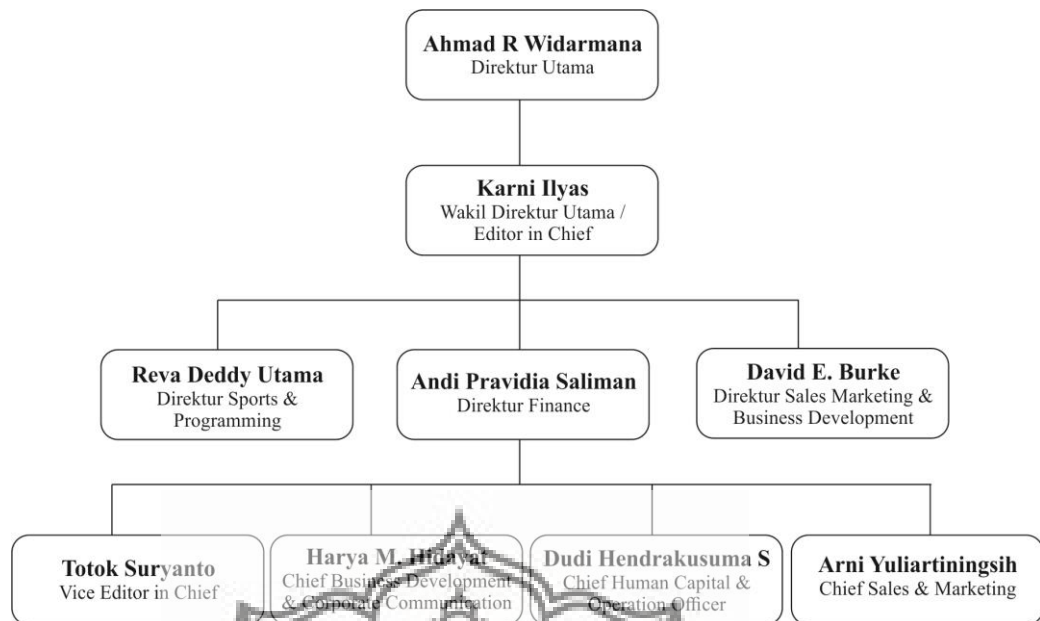 Ahmad R Widarmana
Direktur Utama
Karni Ilyas
Wakil Direktur Utama /
Editor in Chief
Reva Deddy Utama
Direktur Sports &
Programming
Andi Pravidia Saliman
Direktur Finance
David E. Burke
Direktur Sales Marketing &
Business Development
Totok Suryanto
Vice Editor in Chief
Harya M. Hidayat
Chief Business Development
& Corporate Communication
Dudi Hendrakusuma S
Chief Human Capital &
Operation Officer
Arni Yuliartiningsih
Chief Sales & Marketing